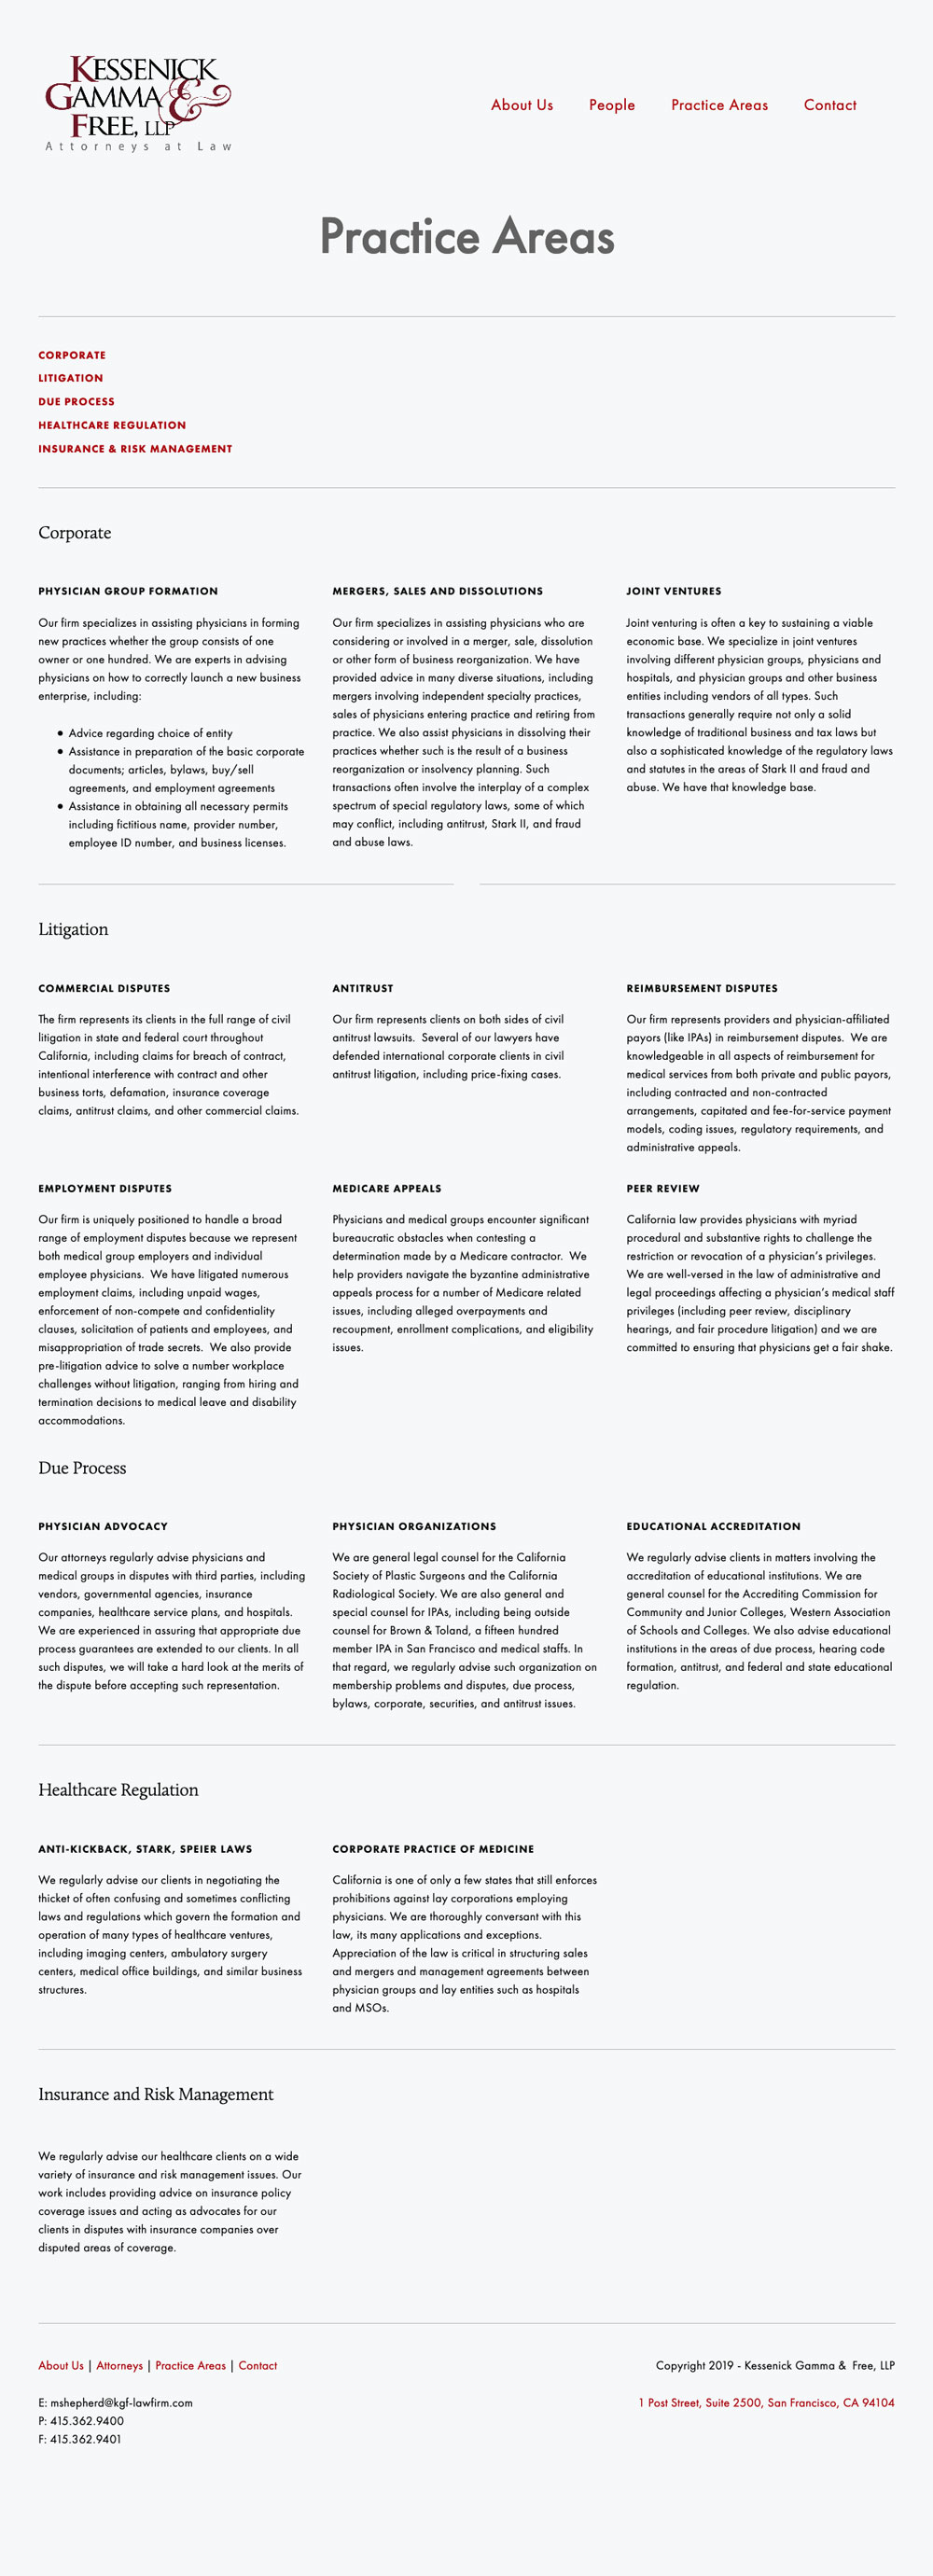 KESSENICK
GAMMA &
FREE, LLP
Attorneys at Law
About Us People Practice Areas Contact
Practice Areas
CORPORATE
LITIGATION
DUE PROCESS
HEALTHCARE REGULATION
INSURANCE & RISK MANAGEMENT
Corporate
PHYSICIAN GROUP FORMATION
Our firm specializes in assisting physicians in forming
new practices whether the group consists of one
owner or one hundred. We are experts in advising
physicians on how to correctly launch a new business
enterprise, including:
• Advice regarding choice of entity
• Assistance in preparation of the basic corporate
documents; articles, bylaws, buy/sell
agreements, and employment agreements
• Assistance in obtaining all necessary permits
including fictitious name, provider number,
employee ID number, and business licenses.
MERGERS, SALES AND DISSOLUTIONS
Our firm specializes in assisting physicians who are
considering or involved in a merger, sale, dissolution
or other form of business reorganization. We have
provided advice in many diverse situations, including
mergers involving independent specialty practices,
sales of physicians entering practice and retiring from
practice. We also assist physicians in dissolving their
practices whether such is the result of a business
reorganization or insolvency planning. Such
transactions often involve the interplay of a complex
spectrum of special regulatory laws, some of which
may conflict, including antitrust, Stark II, and fraud
and abuse laws.
JOINT VENTURES
Joint venturing is often a key to sustaining a viable
economic base. We specialize in joint ventures
involving different physician groups, physicians and
hospitals, and physician groups and other business
entities including vendors of all types. Such
transactions generally require not only a solid
knowledge of traditional business and tax laws but
also a sophisticated knowledge of the regulatory laws
and statutes in the areas of Stark II and fraud and
abuse. We have that knowledge base.
Litigation
COMMERCIAL DISPUTES
The firm represents its clients in the full range of civil
litigation in state and federal court throughout
California, including claims for breach of contract,
intentional interference with contract and other
business torts, defamation, insurance coverage
claims, antitrust claims, and other commercial claims.
ANTITRUST
Our firm represents clients on both sides of civil
antitrust lawsuits.  Several of our lawyers have
defended international corporate clients in civil
antitrust litigation, including price-fixing cases.
REIMBURSEMENT DISPUTES
Our firm represents providers and physician-affiliated
payors (like IPAs) in reimbursement disputes.  We are
knowledgeable in all aspects of reimbursement for
medical services from both private and public payors,
including contracted and non-contracted
arrangements, capitated and fee-for-service payment
models, coding issues, regulatory requirements, and
administrative appeals.
EMPLOYMENT DISPUTES
Our firm is uniquely positioned to handle a broad
range of employment disputes because we represent
both medical group employers and individual
employee physicians.  We have litigated numerous
employment claims, including unpaid wages,
enforcement of non-compete and confidentiality
clauses, solicitation of patients and employees, and
misappropriation of trade secrets.  We also provide
pre-litigation advice to solve a number workplace
challenges without litigation, ranging from hiring and
termination decisions to medical leave and disability
accommodations.
MEDICARE APPEALS
Physicians and medical groups encounter significant
bureaucratic obstacles when contesting a
determination made by a Medicare contractor.  We
help providers navigate the byzantine administrative
appeals process for a number of Medicare related
issues, including alleged overpayments and
recoupment, enrollment complications, and eligibility
issues.
PEER REVIEW
California law provides physicians with myriad
procedural and substantive rights to challenge the
restriction or revocation of a physician’s privileges.
We are well-versed in the law of administrative and
legal proceedings affecting a physician’s medical staff
privileges (including peer review, disciplinary
hearings, and fair procedure litigation) and we are
committed to ensuring that physicians get a fair shake.
Due Process
PHYSICIAN ADVOCACY
Our attorneys regularly advise physicians and
medical groups in disputes with third parties, including
vendors, governmental agencies, insurance
companies, healthcare service plans, and hospitals.
We are experienced in assuring that appropriate due
process guarantees are extended to our clients. In all
such disputes, we will take a hard look at the merits of
the dispute before accepting such representation.
PHYSICIAN ORGANIZATIONS
We are general legal counsel for the California
Society of Plastic Surgeons and the California
Radiological Society. We are also general and
special counsel for IPAs, including being outside
counsel for Brown & Toland, a fifteen hundred
member IPA in San Francisco and medical staffs. In
that regard, we regularly advise such organization on
membership problems and disputes, due process,
bylaws, corporate, securities, and antitrust issues.
EDUCATIONAL ACCREDITATION
We regularly advise clients in matters involving the
accreditation of educational institutions. We are
general counsel for the Accrediting Commission for
Community and Junior Colleges, Western Association
of Schools and Colleges. We also advise educational
institutions in the areas of due process, hearing code
formation, antitrust, and federal and state educational
regulation.
Healthcare Regulation
ANTI-KICKBACK, STARK, SPEIER LAWS
We regularly advise our clients in negotiating the
thicket of often confusing and sometimes conflicting
laws and regulations which govern the formation and
operation of many types of healthcare ventures,
including imaging centers, ambulatory surgery
centers, medical office buildings, and similar business
structures.
CORPORATE PRACTICE OF MEDICINE
California is one of only a few states that still enforces
prohibitions against lay corporations employing
physicians. We are thoroughly conversant with this
law, its many applications and exceptions.
Appreciation of the law is critical in structuring sales
and mergers and management agreements between
physician groups and lay entities such as hospitals
and MSOs.
Insurance and Risk Management
We regularly advise our healthcare clients on a wide
variety of insurance and risk management issues. Our
work includes providing advice on insurance policy
coverage issues and acting as advocates for our
clients in disputes with insurance companies over
disputed areas of coverage.
About Us | Attorneys | Practice Areas | Contact
E: mshepherd@kgf-lawfirm.com
P: 415.362.9400
F: 415.362.9401
Copyright 2019 - Kessenick Gamma &  Free, LLP
1 Post Street, Suite 2500, San Francisco, CA 94104